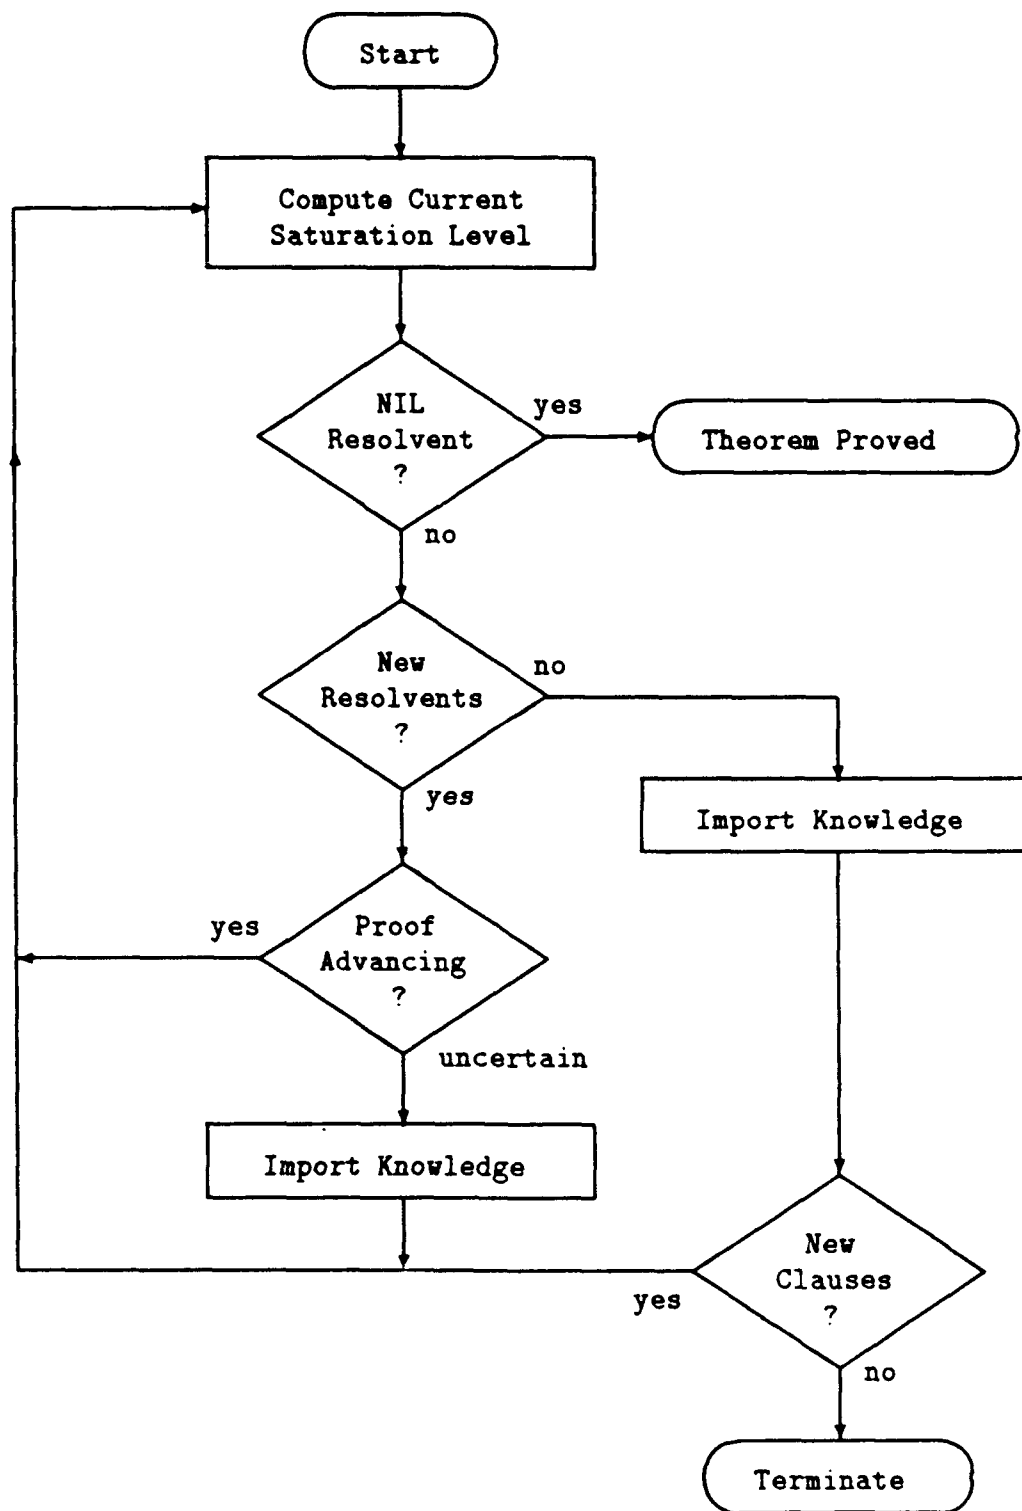 Start
Compute Current
Saturation Level
NIL
Resolvent
?
yes
Theorem Proved
no
New
Resolvents
?
no
yes
Import Knowledge
Proof
Advancing
?
yes
uncertain
Import Knowledge
New
Clauses
?
yes
no
Terminate